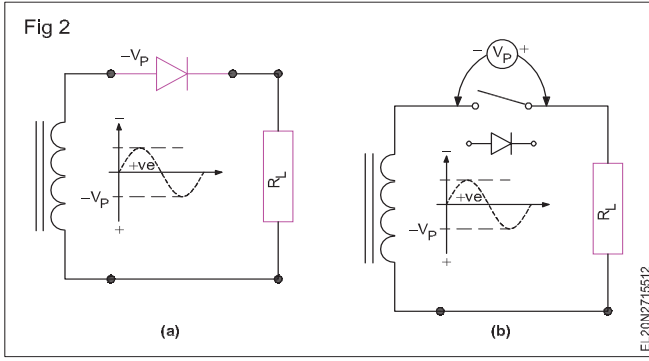 Fig 2
–VP
–
+ve
–VP
+
RL
(a)
– VP +
–
+ve
–VP
+
RL
(b)
EL20N2715512